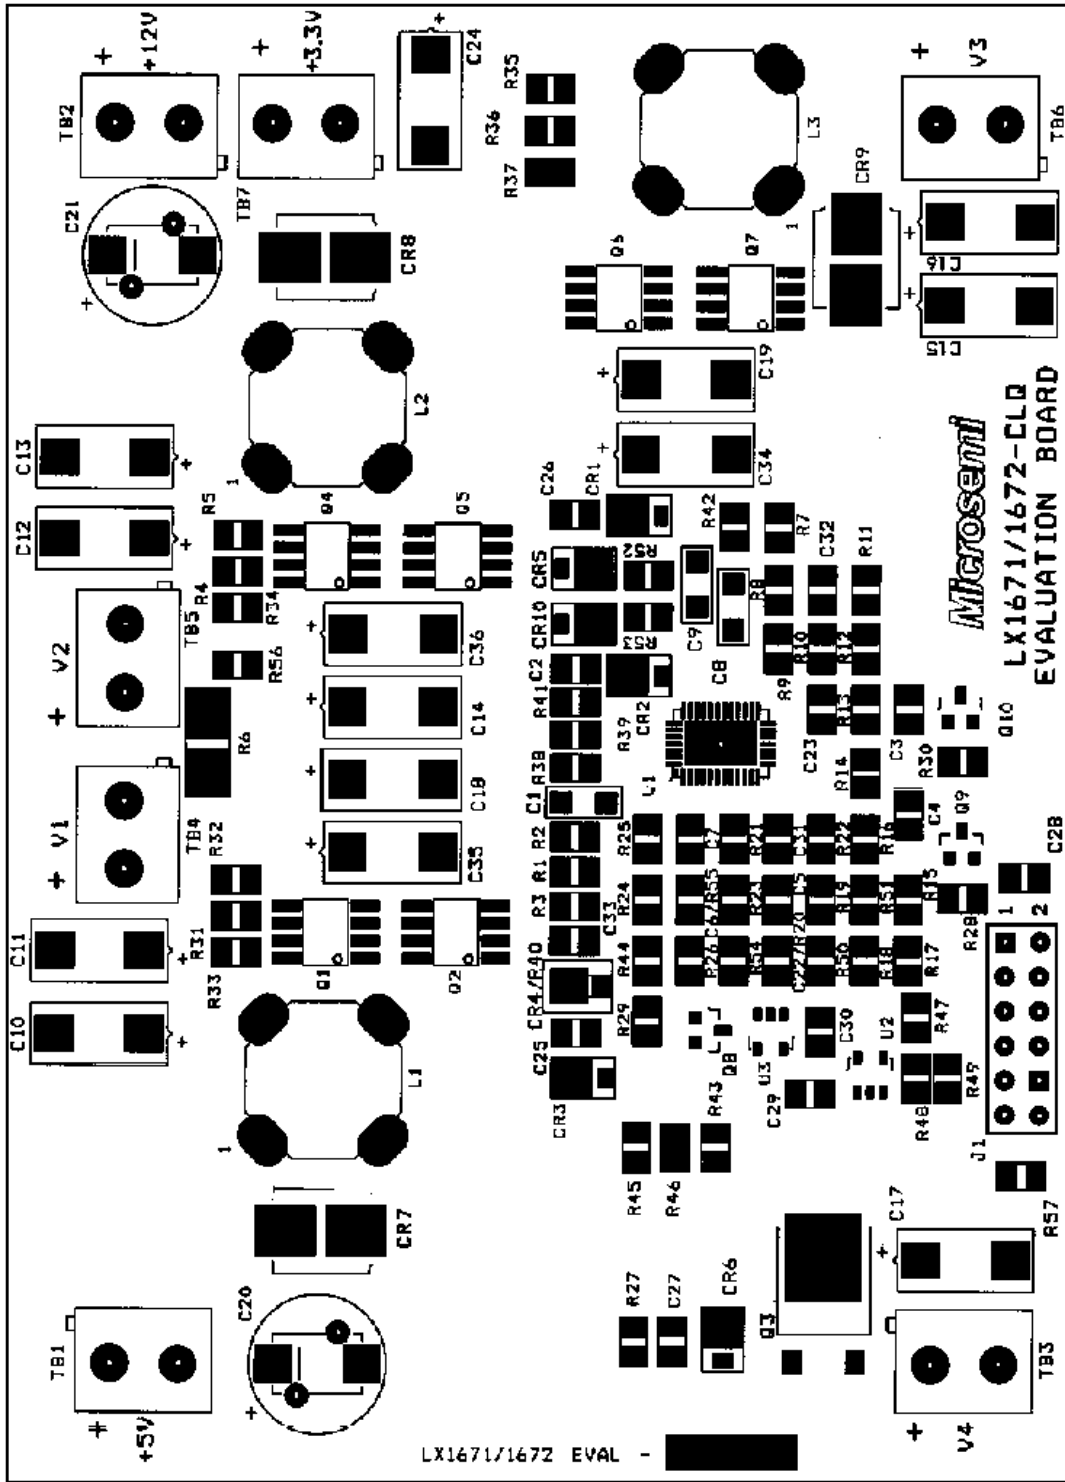 +
+12V
+
+3.3V
+
C24
R35
R36
R37
L3
+
V3
TB6
TB2
TB7
C21
+
CR8
1
CR9
Q6
Q7
+
C16
+
C15
L2
1
+
C19
+
C34
C13
+
C12
+
R5
R4
R34
R56
Q4
Q5
C26
CR1
R42
R7
C32
R11
Microsemi
LX1671/1672-CLQ
EVALUATION BOARD
CR5
R52
CR10
R53
C9
C8
R8
R9
R10
R12
V2
+
TB5
+
C36
+
C14
+
C18
+
C35
C2
R41
R39
R38
CR2
U1
C23
R13
C3
Q10
R30
R14
R6
V1
+
TB4
R32
R31
R33
C1
R2
R1
R3
C33
R25
C7
R21
C31
R22
R16
C4
Q9
C28
R24
C6/R55
R23
C5
R19
R51
R15
R28
1
2
R44
R26
R54
C22/R20
R50
R18
R17
C11
+
C10
+
Q1
Q2
CR4/R40
C25
CR3
R29
Q8
U3
C30
U2
R47
C29
R48
R49
J1
L1
1
R43
R45
R46
R57
CR7
C17
+
C20
+
R27
C27
CR6
Q3
TB1
+
+5V
TB3
+
V4
LX1671/1672 EVAL -